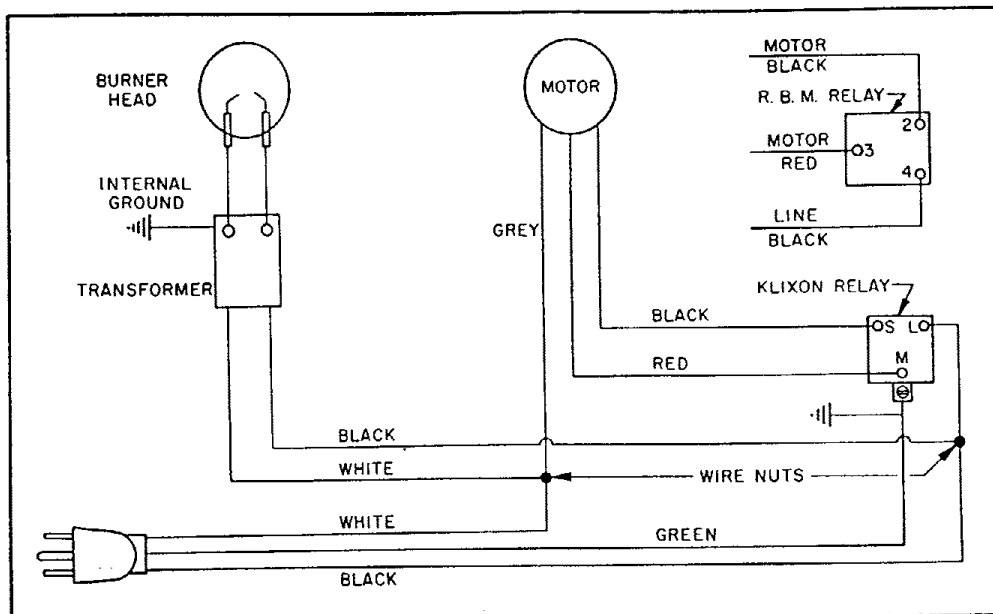 BURNER
HEAD
MOTOR
MOTOR
BLACK
R. B. M. RELAY
2
MOTOR
RED
3
4
LINE
BLACK
INTERNAL
GROUND
GREY
TRANSFORMER
KLIXON RELAY
BLACK
S L
RED
M
BLACK
WHITE
WIRE NUTS
WHITE
GREEN
BLACK